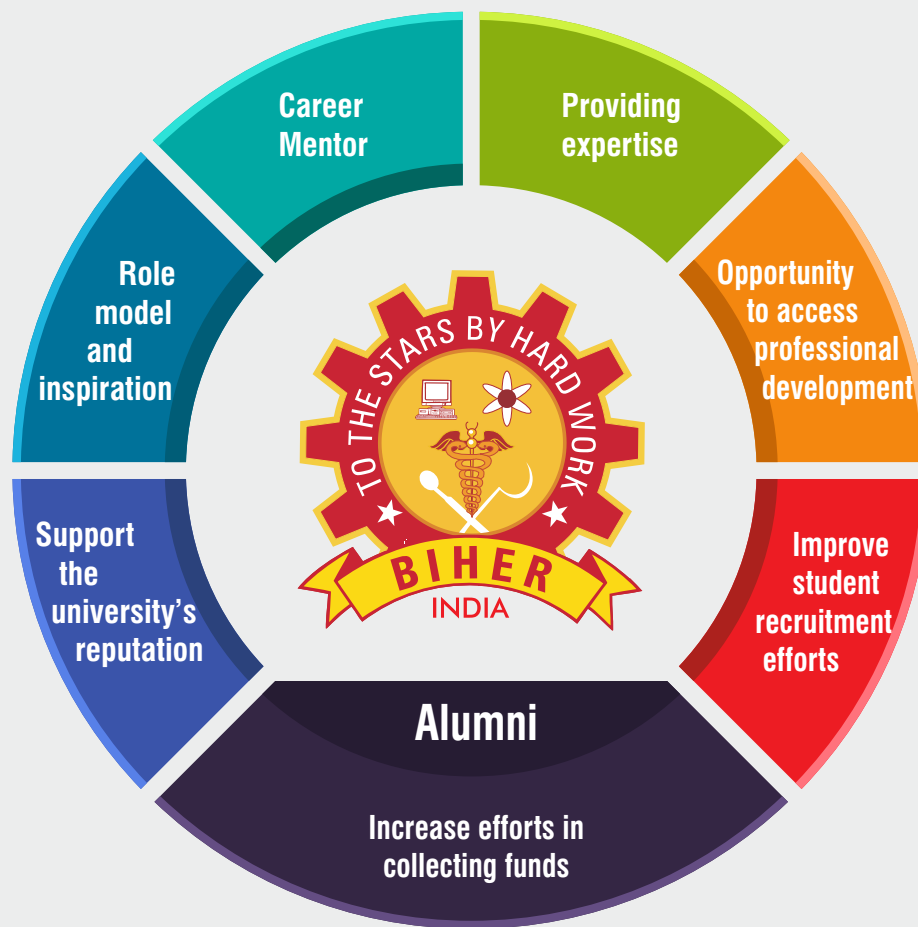 Career
Mentor
Providing
expertise
Opportunity
to access
professional
development
Improve
student
recruitment
efforts
Alumni
Increase efforts in
collecting funds
Support
the
university's
reputation
Role
model
and
inspiration
TO THE STARS BY HARD WORK
BIHER
INDIA